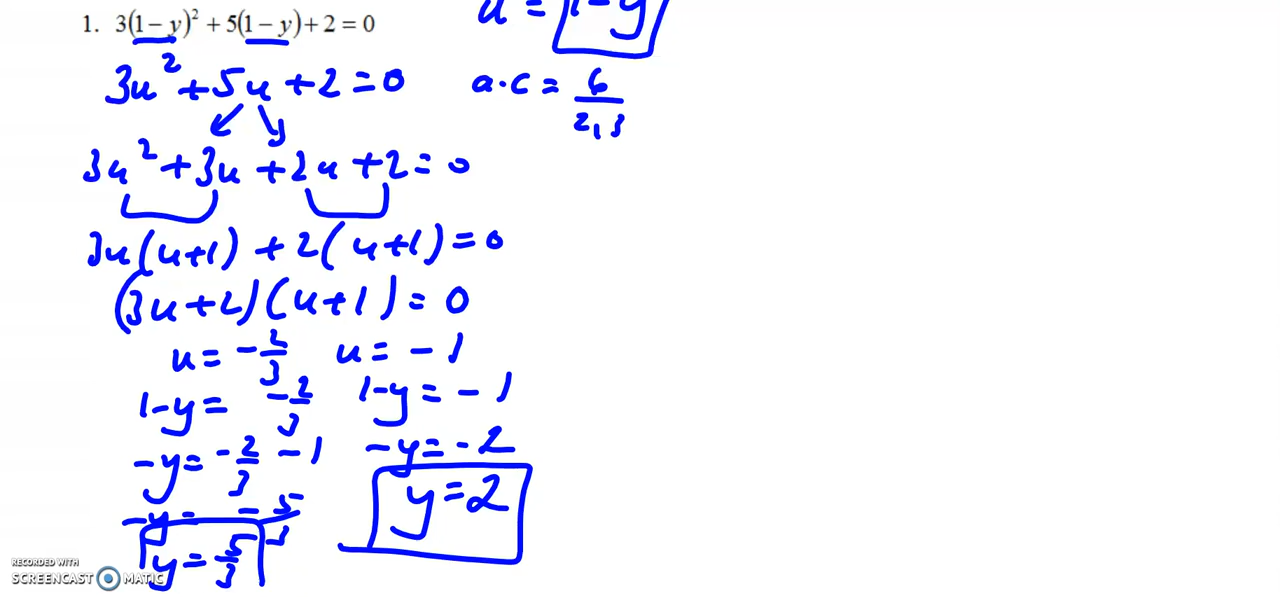 1. 3(1 − y)² + 5(1 − y) + 2 = 0
u = 1 − y
3u² + 5u + 2 = 0
a·c = 6
2, 3
3u² + 3u + 2u + 2 = 0
3u(u+1) + 2(u+1) = 0
(3u+2)(u+1) = 0
u = −2/3 u = −1
1−y = −2/3 1−y = −1
−y = −2/3 −1 −y = −2
−y = −5/3 y = 2
y = 5/3
RECORDED WITH
SCREENCAST MATIC